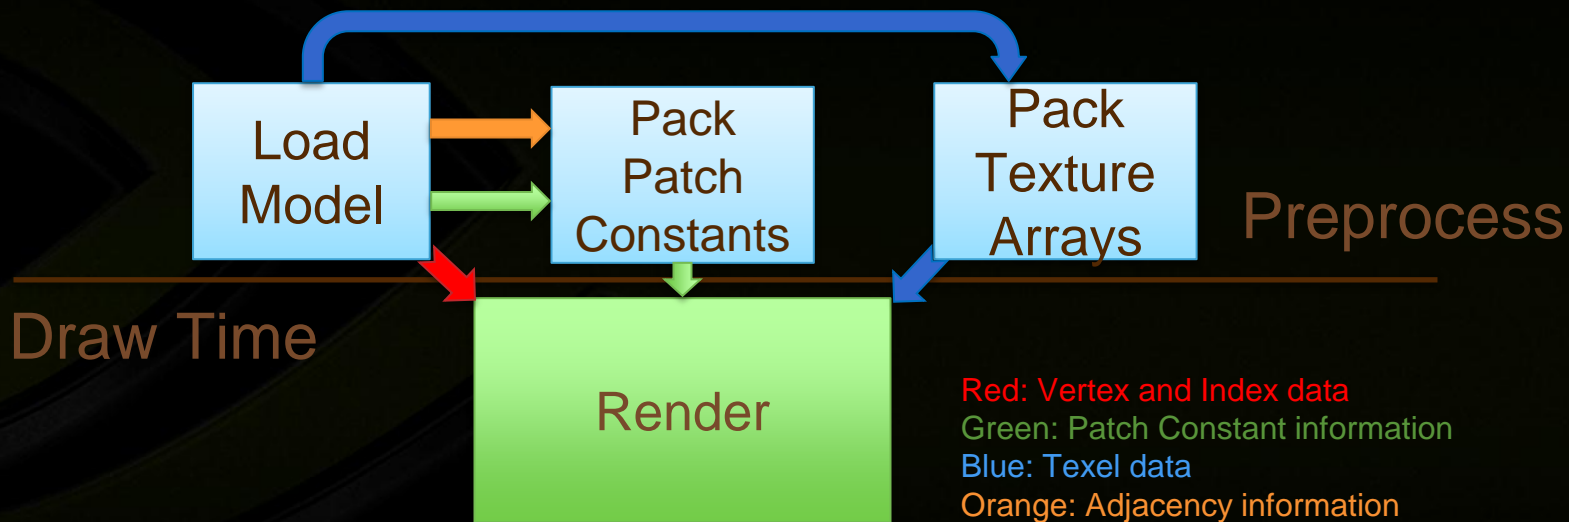 Load
Model
Pack
Patch
Constants
Pack
Texture
Arrays
Preprocess
Draw Time
Render
Red: Vertex and Index data
Green: Patch Constant information
Blue: Texel data
Orange: Adjacency information